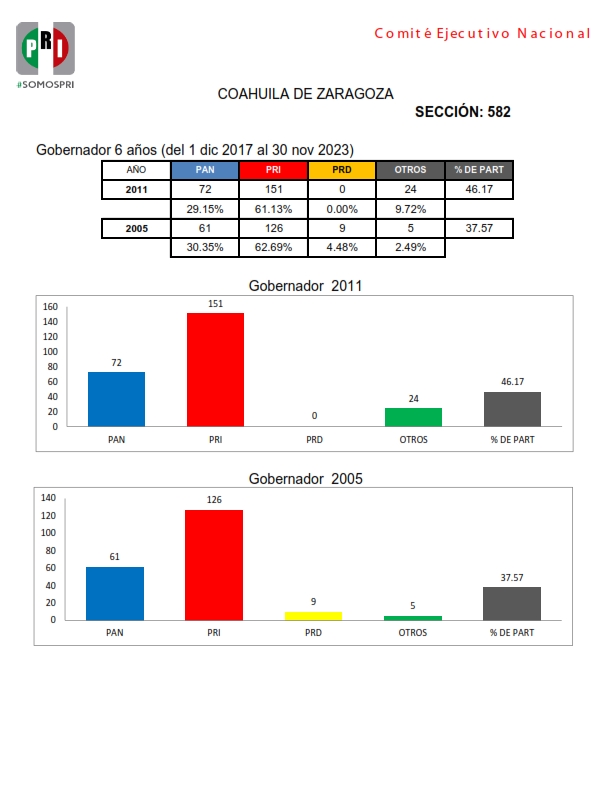 Comité Ejecutivo Nacional
PRI
#SOMOSPRI
COAHUILA DE ZARAGOZA
SECCIÓN: 582
Gobernador 6 años (del 1 dic 2017 al 30 nov 2023)
AÑO PAN PRI PRD OTROS % DE PART
2011 72 151 0 24 46.17
29.15% 61.13% 0.00% 9.72%
2005 61 126 9 5 37.57
30.35% 62.69% 4.48% 2.49%
Gobernador 2011
160
140
120
100
80
60
40
20
0
72
151
0
24
46.17
PAN PRI PRD OTROS % DE PART
Gobernador 2005
140
120
100
80
60
40
20
0
61
126
9
5
37.57
PAN PRI PRD OTROS % DE PART